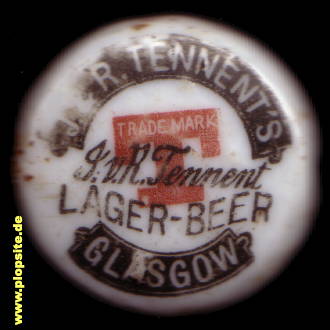 J. & R. TENNENT'S
TRADE MARK
T
J. & R. Tennent
LAGER-BEER
GLASGOW
www.plopsite.de